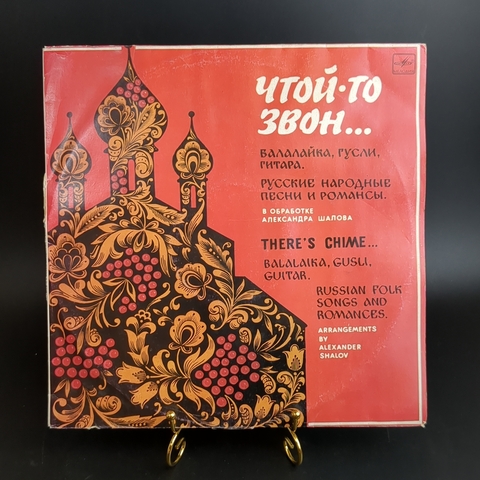 ЧТОЙ-ТО
ЗВОН...
БАЛАЛАЙКА, ГУСЛИ,
ГИТАРА.
РУССКИЕ НАРОДНЫЕ
ПЕСНИ И РОМАНСЫ.
В ОБРАБОТКЕ
АЛЕКСАНДРА ШАЛОВА
THERE'S CHIME...
BALALAIKA, GUSLI,
GUITAR.
RUSSIAN FOLK
SONGS AND
ROMANCES.
ARRANGEMENTS
BY
ALEXANDER
SHALOV